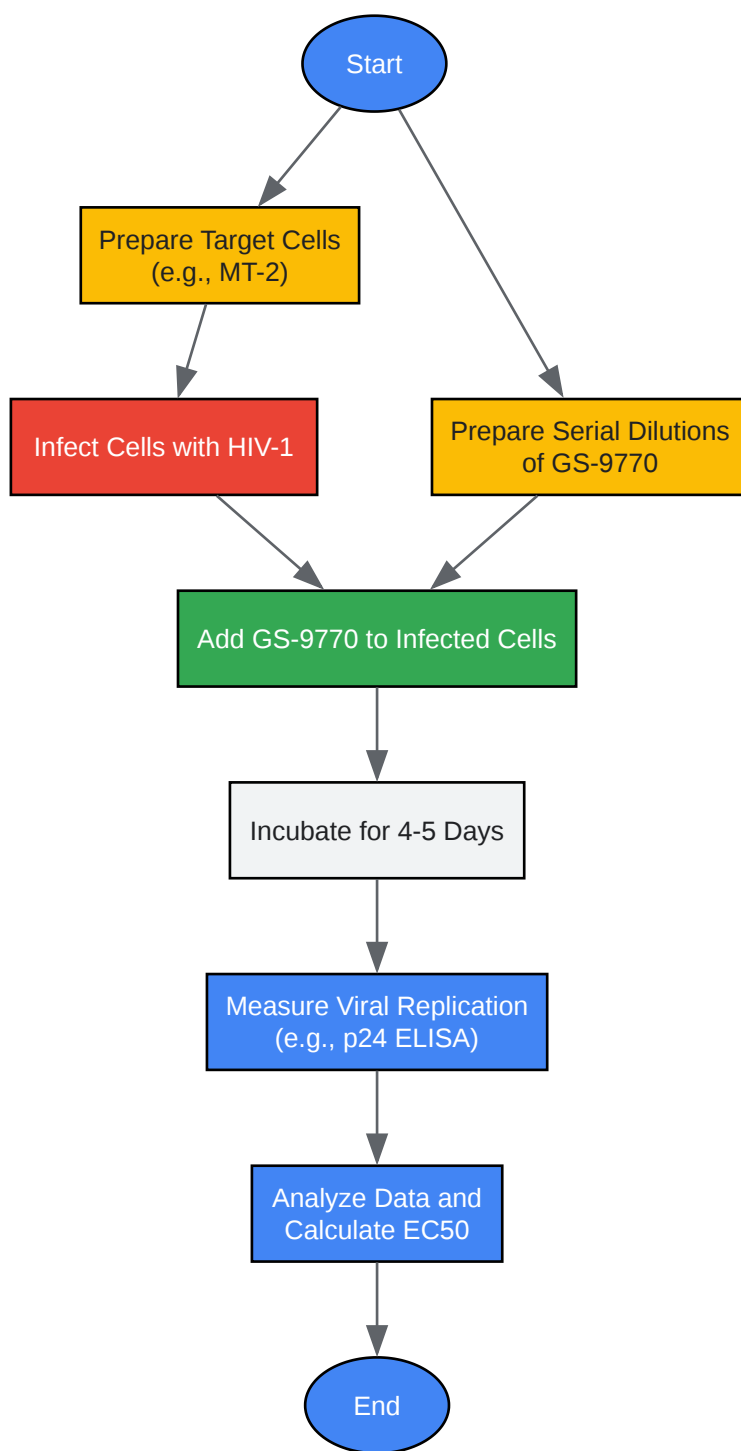 Start
Prepare Target Cells
(e.g., MT-2)
Infect Cells with HIV-1
Prepare Serial Dilutions
of GS-9770
Add GS-9770 to Infected Cells
Incubate for 4-5 Days
Measure Viral Replication
(e.g., p24 ELISA)
Analyze Data and
Calculate EC50
End